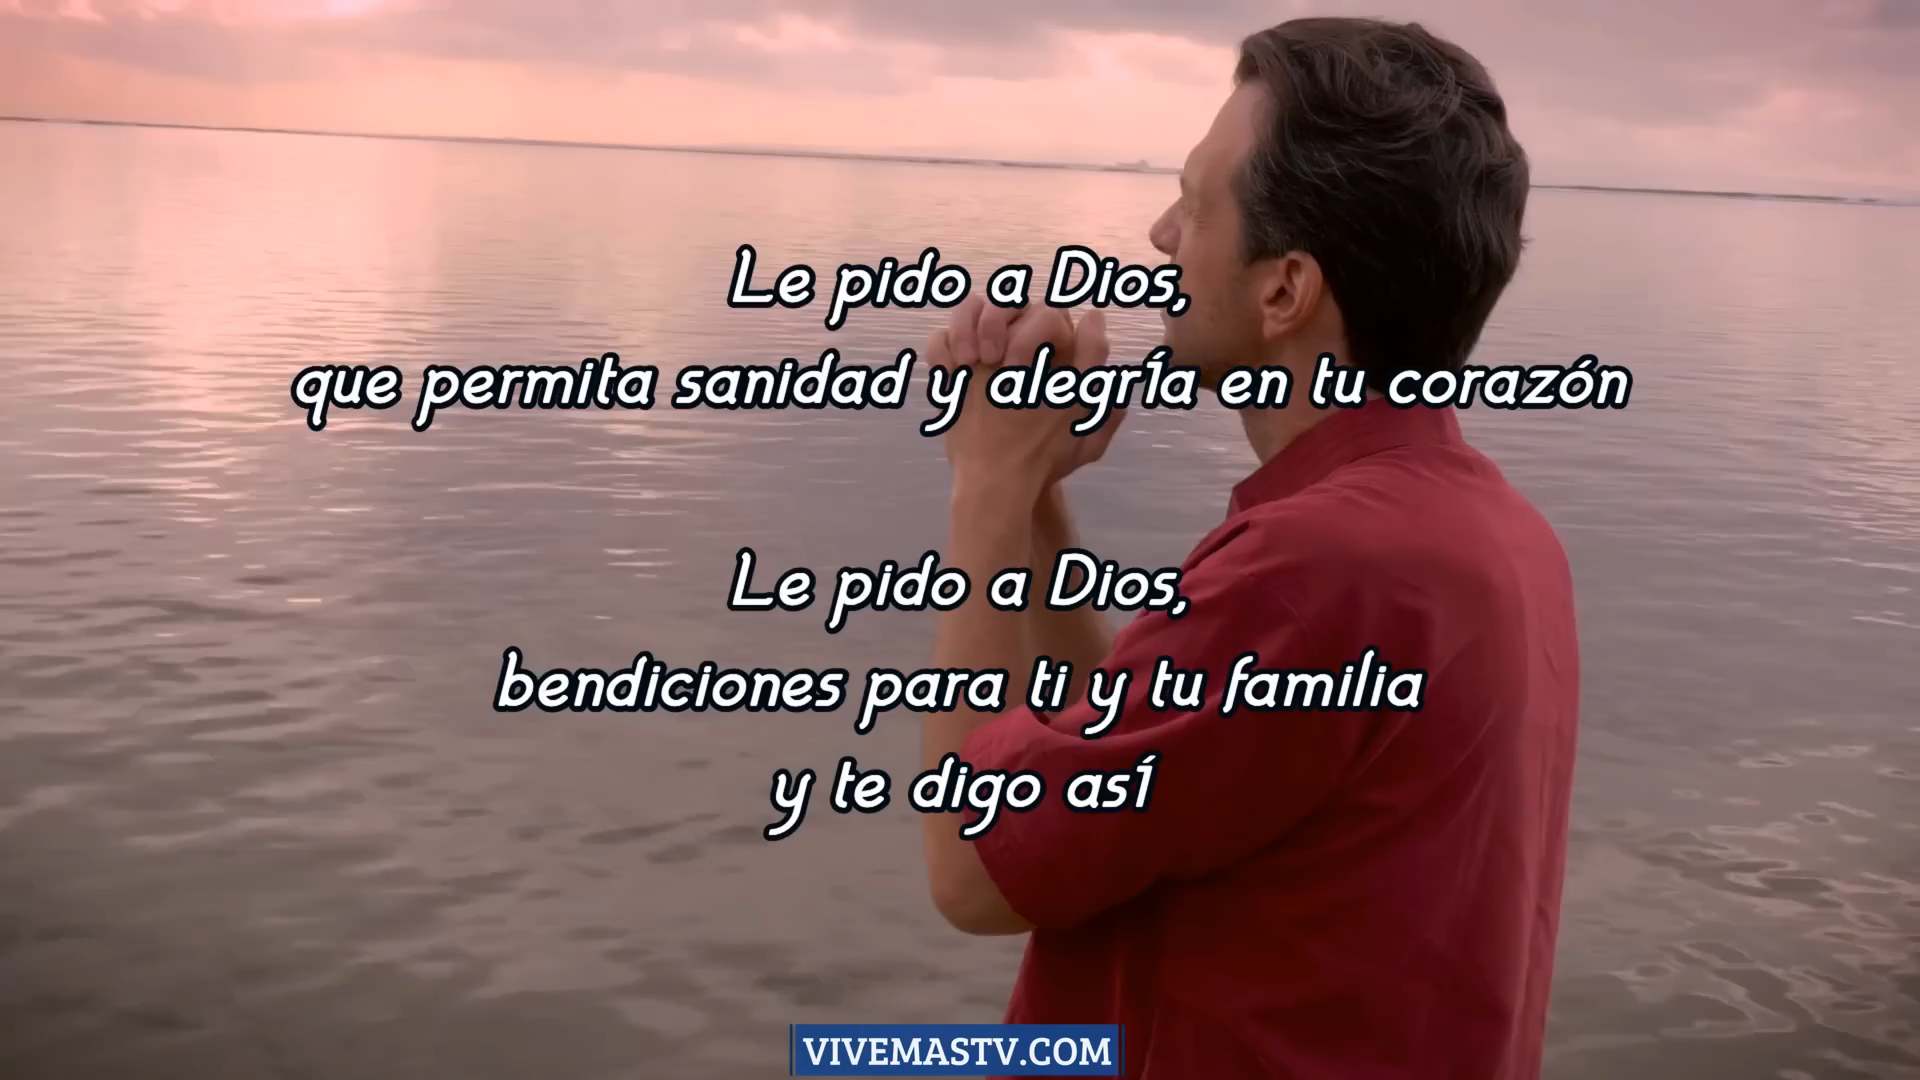 Le pido a Dios,
que permita sanidad y alegría en tu corazón
Le pido a Dios,
bendiciones para ti y tu familia
y te digo así
VIVEMASTV.COM